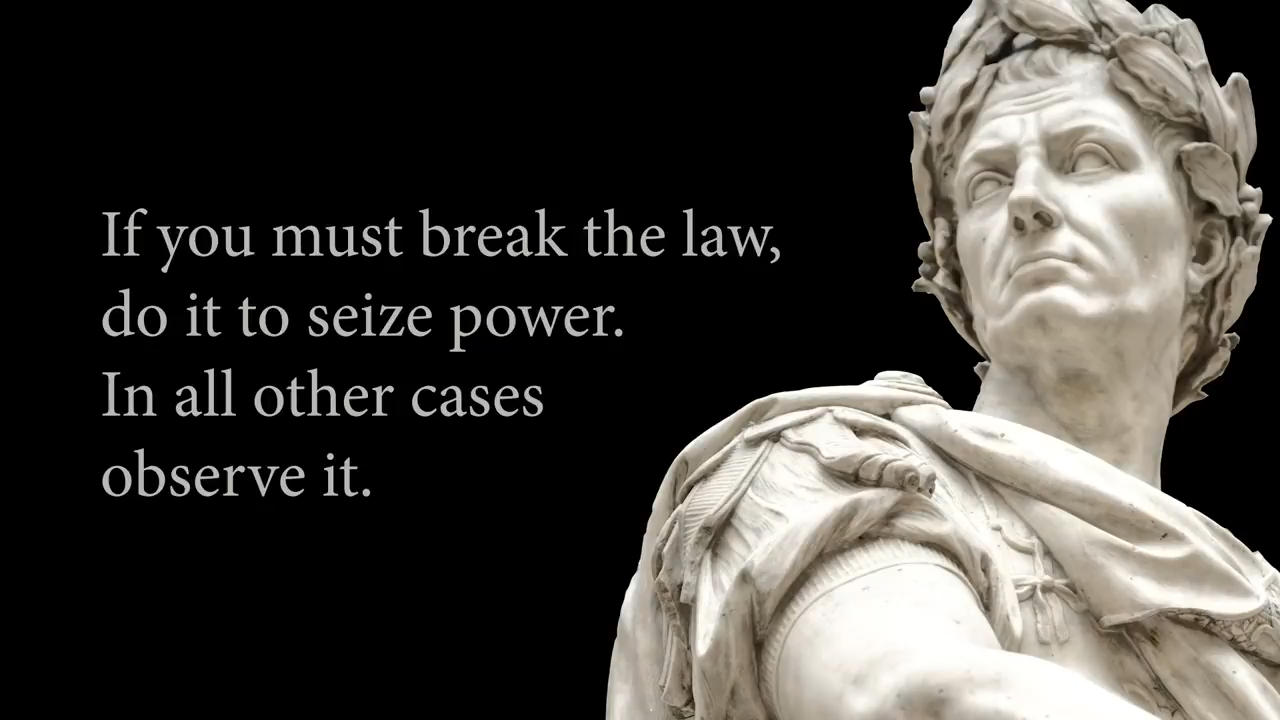 If you must break the law,
do it to seize power.
In all other cases
observe it.